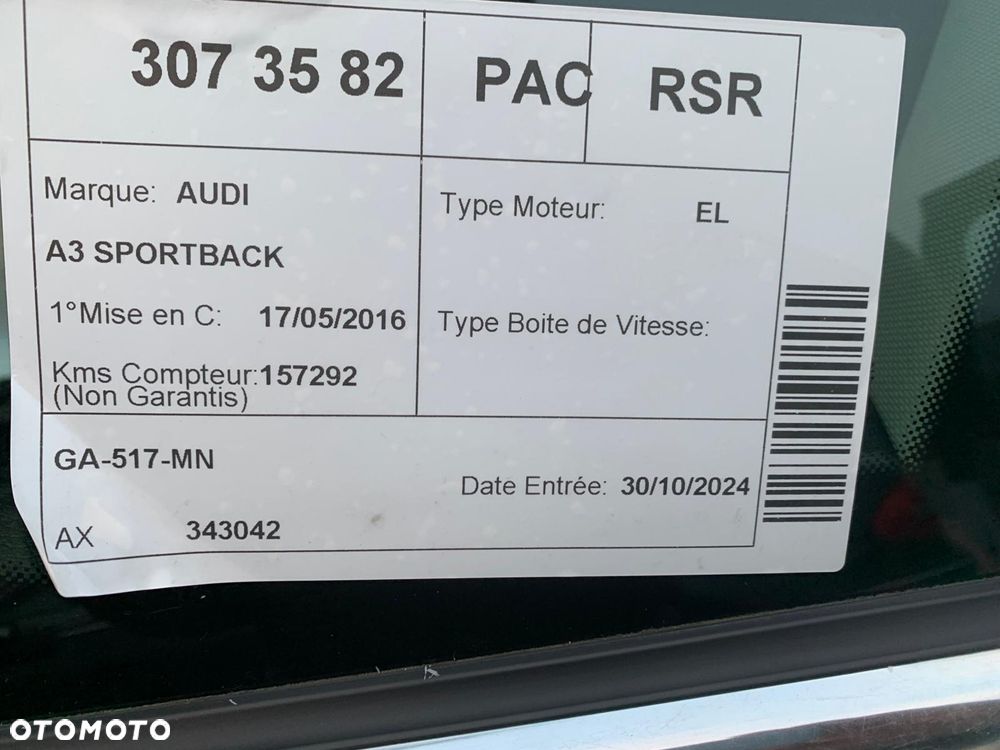 307 35 82 PAC RSR
Marque: AUDI
A3 SPORTBACK
1°Mise en C: 17/05/2016
Kms Compteur:157292
(Non Garantis)
Type Moteur: EL
Type Boite de Vitesse:
GA-517-MN
Date Entrée: 30/10/2024
AX 343042
OTOMOTO